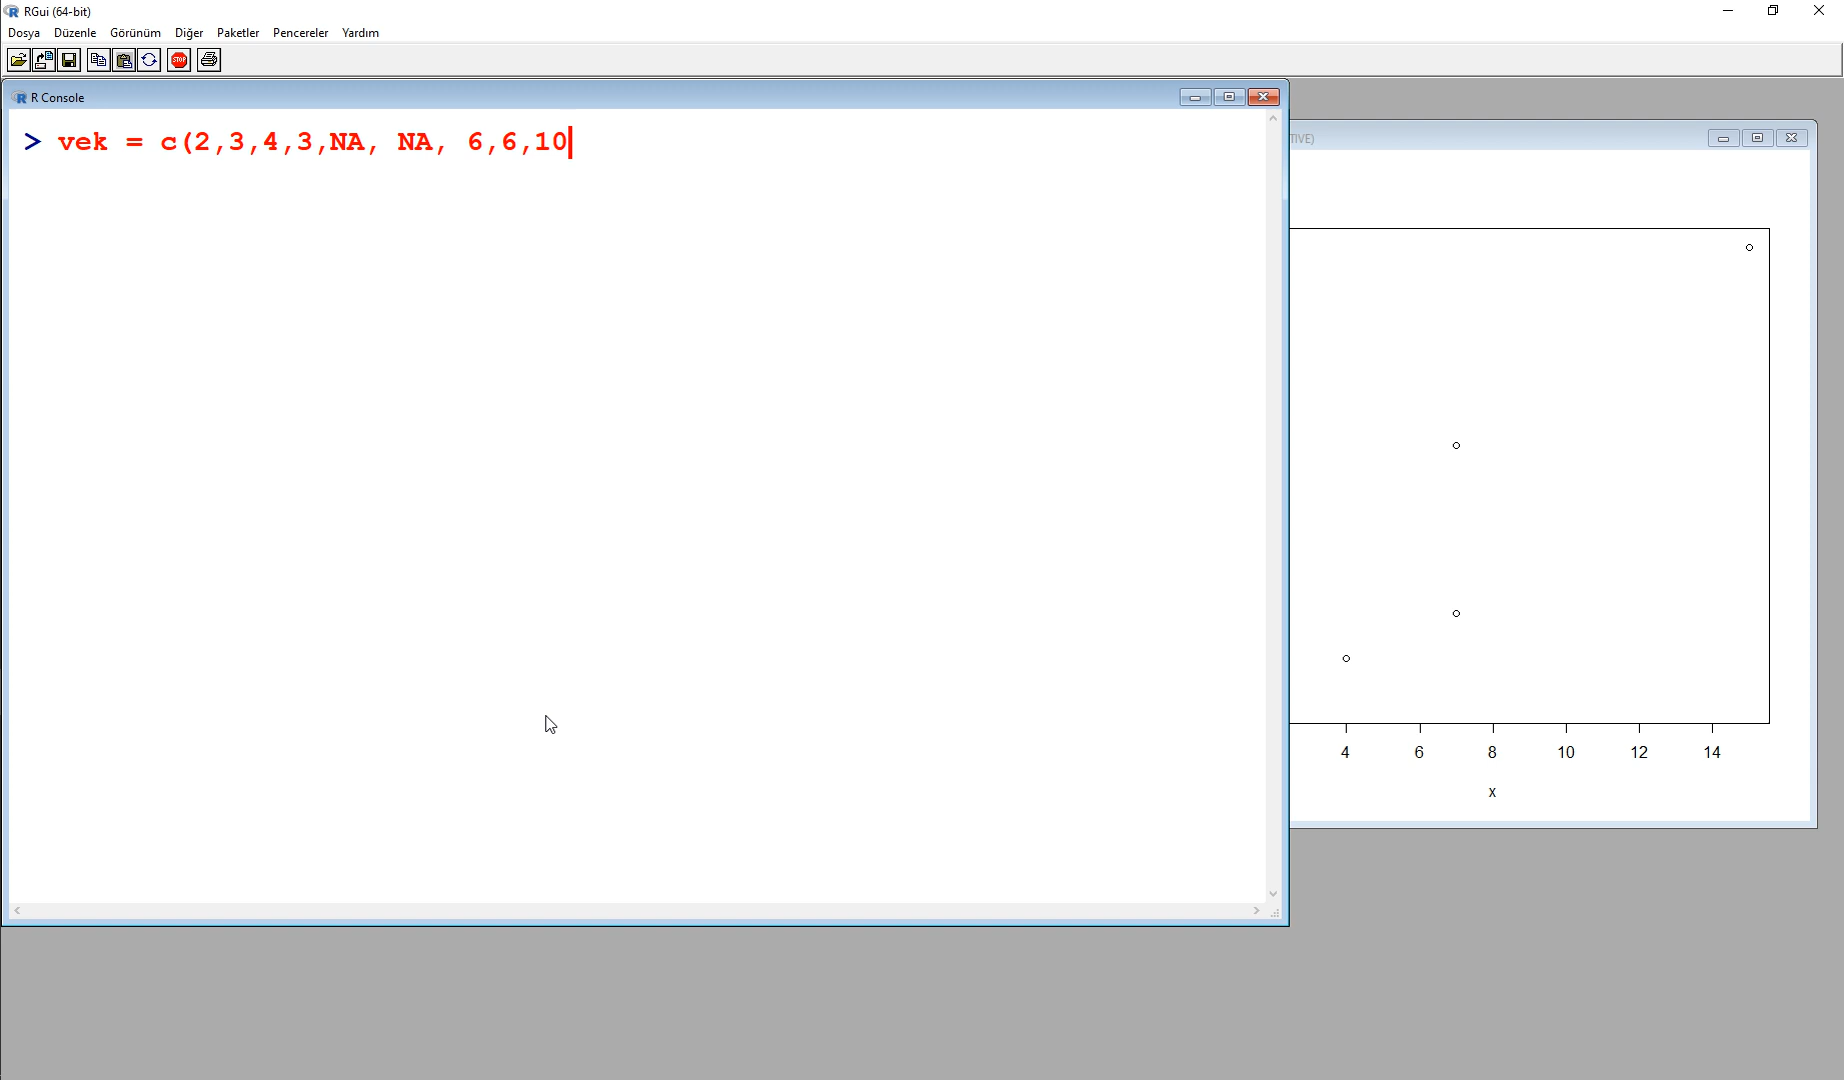 RGui (64-bit)
Dosya Düzenle Görünüm Diğer Paketler Pencereler Yardım
STOP
R Console
> vek = c(2,3,4,3,NA, NA, 6,6,10
TIVE)
4 6 8 10 12 14
x